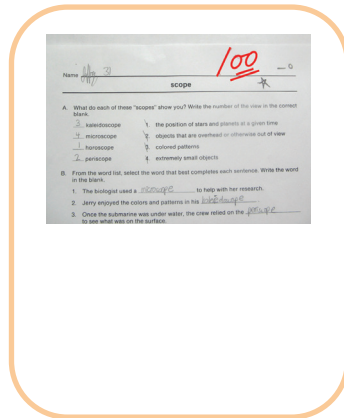 100
Name
— 0
scope
A. What do each of these "scopes" show you? Write the number of the view in the correct
blank.
3 kaleidoscope 1. the position of stars and planets at a given time
4 microscope 2. objects that are overhead or otherwise out of view
1 horoscope 3. colored patterns
2 periscope 4. extremely small objects
B. From the word list, select the word that best completes each sentence. Write the word
in the blank.
1. The biologist used a to help with her research.
2. Jerry enjoyed the colors and patterns in his
3. Once the submarine was under water, the crew relied on the periscope
to see what was on the surface.